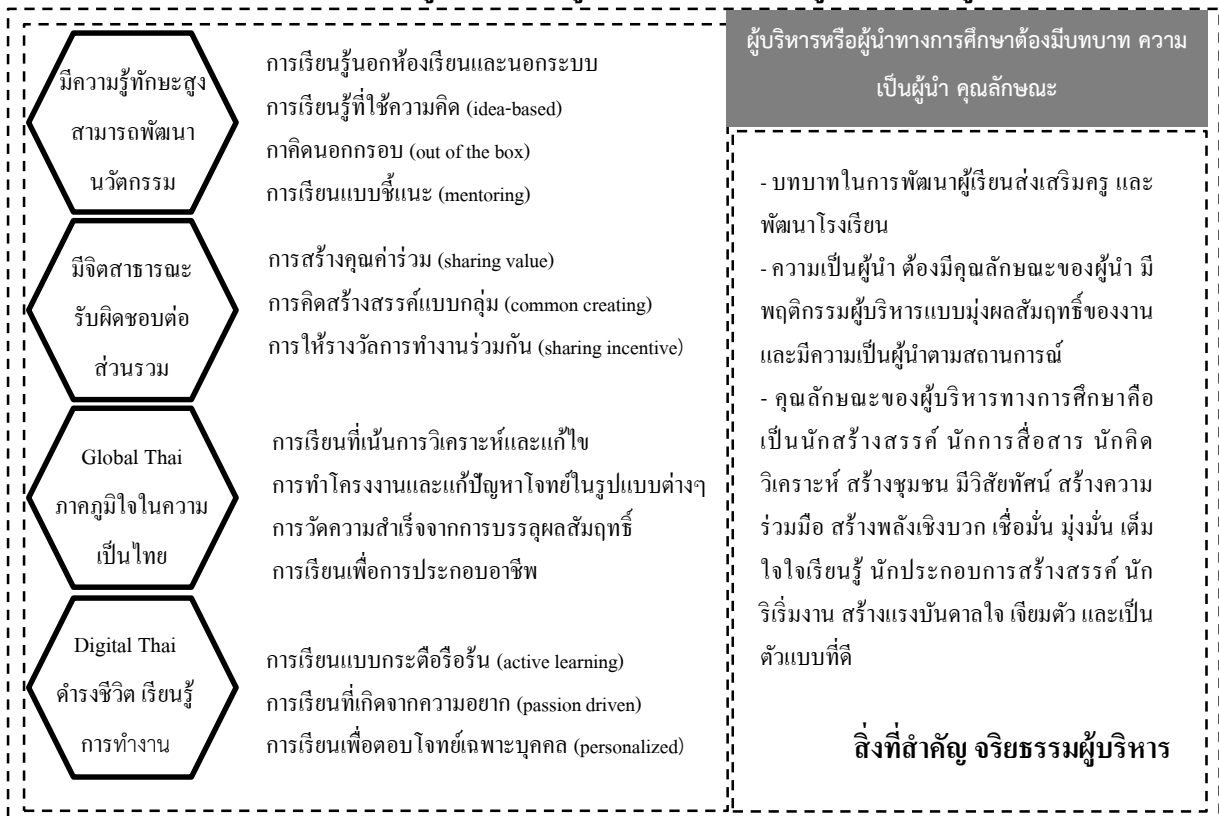 มีความรู้ทักษะสูง
สามารถพัฒนา
นวัตกรรม
การเรียนรู้นอกห้องเรียนและนอกระบบ
การเรียนรู้ที่ใช้ความคิด (idea-based)
กาคิดนอกกรอบ (out of the box)
การเรียนแบบชี้แนะ (mentoring)
มีจิตสาธารณะ
รับผิดชอบต่อ
ส่วนรวม
การสร้างคุณค่าร่วม (sharing value)
การคิดสร้างสรรค์แบบกลุ่ม (common creating)
การให้รางวัลการทำงานร่วมกัน (sharing incentive)
Global Thai
ภาคภูมิใจในความ
เป็นไทย
การเรียนที่เน้นการวิเคราะห์และแก้ไข
การทำโครงงานและแก้ปัญหาโจทย์ในรูปแบบต่างๆ
การวัดความสำเร็จจากการบรรลุผลสัมฤทธิ์
การเรียนเพื่อการประกอบอาชีพ
Digital Thai
ดำรงชีวิต เรียนรู้
การทำงาน
การเรียนแบบกระตือรือร้น (active learning)
การเรียนที่เกิดจากความอยาก (passion driven)
การเรียนเพื่อตอบโจทย์เฉพาะบุคคล (personalized)
ผู้บริหารหรือผู้นำทางการศึกษาต้องมีบทบาท ความ
เป็นผู้นำ คุณลักษณะ
- บทบาทในการพัฒนาผู้เรียนส่งเสริมครู และ
พัฒนาโรงเรียน
- ความเป็นผู้นำ ต้องมีคุณลักษณะของผู้นำ มี
พฤติกรรมผู้บริหารแบบมุ่งผลสัมฤทธิ์ของงาน
และมีความเป็นผู้นำตามสถานการณ์
- คุณลักษณะของผู้บริหารทางการศึกษาคือ
เป็นนักสร้างสรรค์ นักการสื่อสาร นักคิด
วิเคราะห์ สร้างชุมชน มีวิสัยทัศน์ สร้างความ
ร่วมมือ สร้างพลังเชิงบวก เชื่อมั่น มุ่งมั่น เต็ม
ใจใจเรียนรู้ นักประกอบการสร้างสรรค์ นัก
ริเริ่มงาน สร้างแรงบันดาลใจ เจียมตัว และเป็น
ตัวแบบที่ดี
สิ่งที่สำคัญ จริยธรรมผู้บริหาร